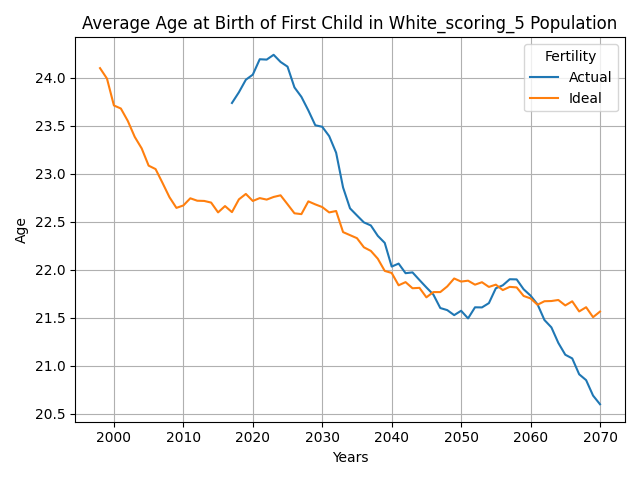 Average Age at Birth of First Child in White_scoring_5 Population
Fertility
Actual
Ideal
24.0
23.5
23.0
22.5
22.0
21.5
21.0
20.5
Age
2000 2010 2020 2030 2040 2050 2060 2070
Years